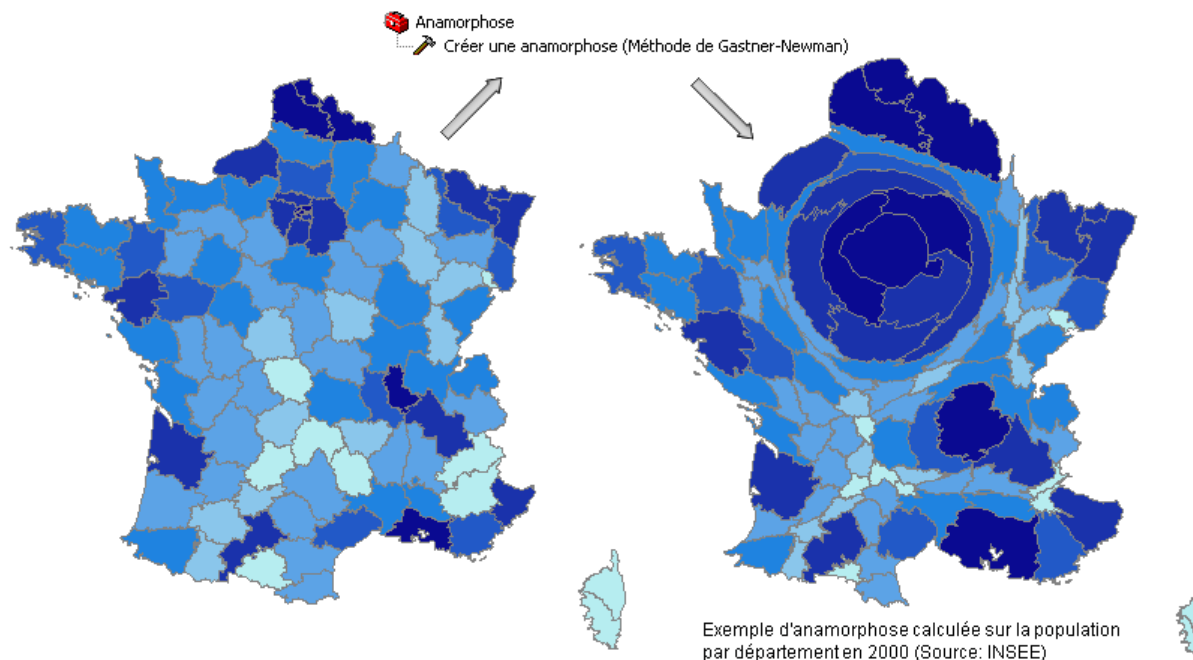 Anamorphose
Créer une anamorphose (Méthode de Gastner-Newman)
Exemple d'anamorphose calculée sur la population
par département en 2000 (Source: INSEE)